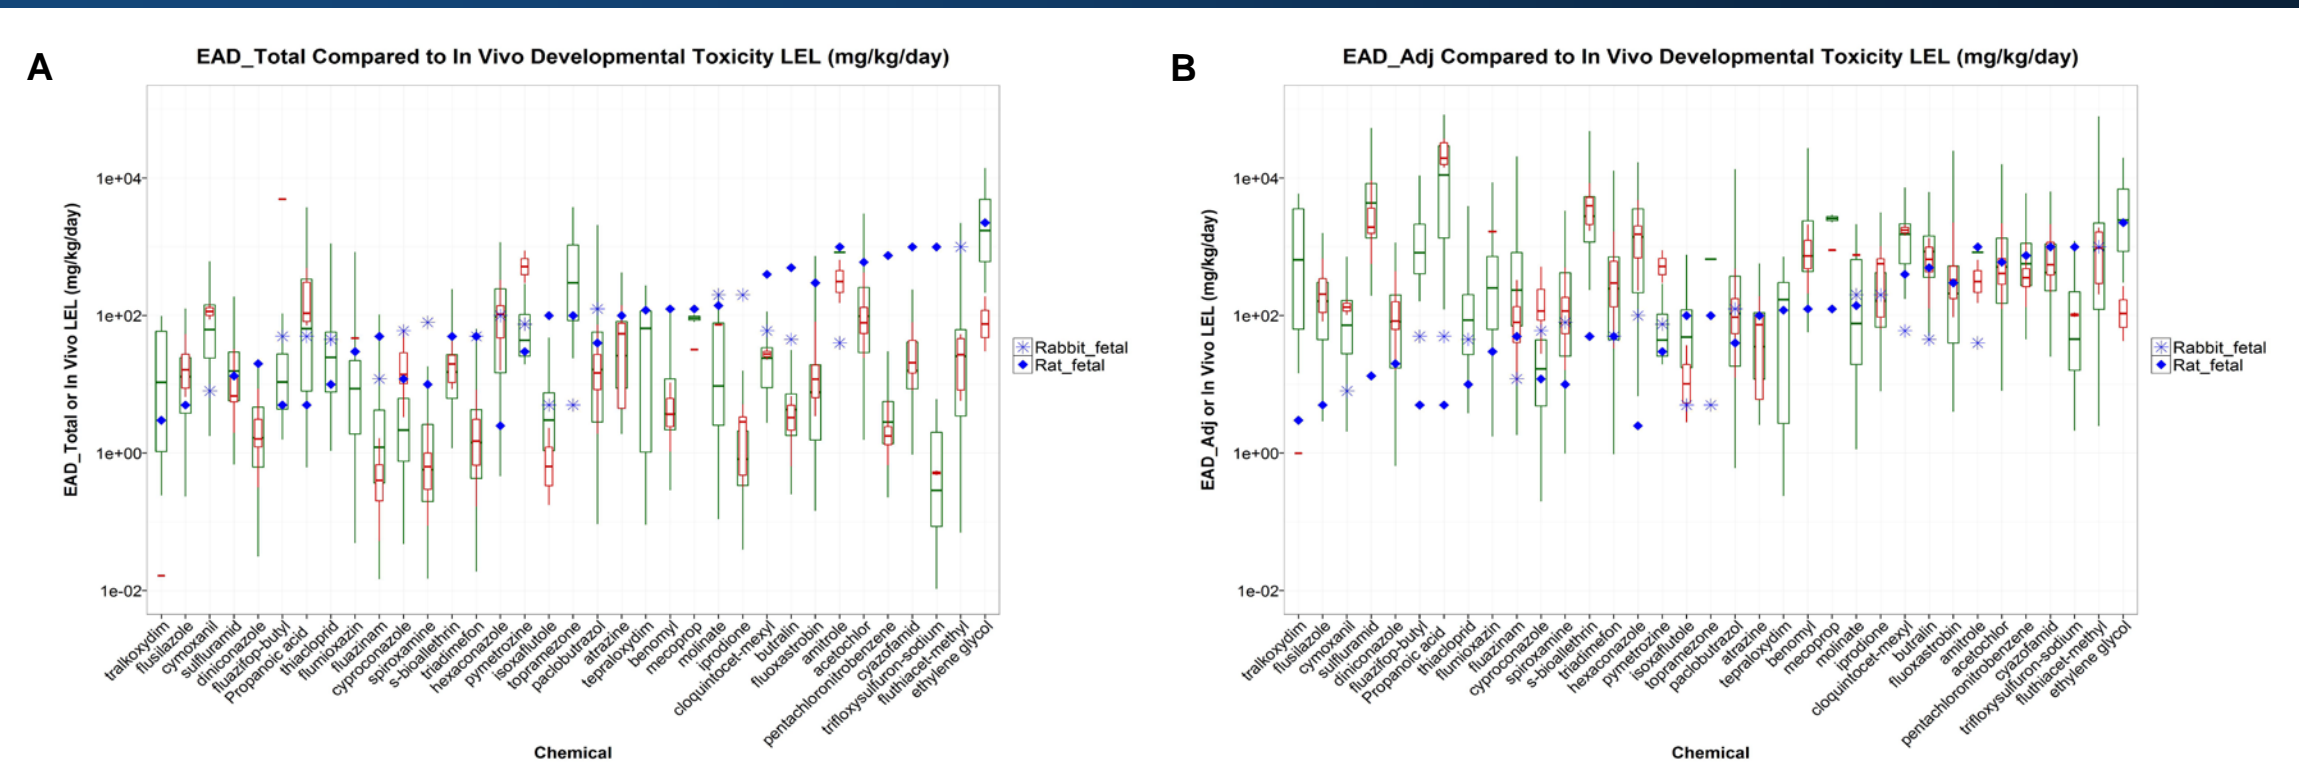 A
EAD_Total Compared to In Vivo Developmental Toxicity LEL (mg/kg/day)
EAD_Total or In Vivo LEL (mg/kg/day)
1e+04
1e+02
1e+00
1e-02
tralkoxydim
flusilazole
cymoxanil
sulfluramid
diniconazole
fluazifop-butyl
Propanoic acid
thiacloprid
flumioxazin
fluazinam
cyproconazole
spiroxamine
s-bioallethrin
triadimefon
hexaconazole
pymetrozine
isoxaflutole
topramezone
paclobutrazol
atrazine
tepraloxydim
benomyl
mecoprop
molinate
iprodione
cloquintocet-mexyl
butralin
fluoxastrobin
amitrole
acetochlor
pentachloronitrobenzene
cyazofamid
trifloxysulfuron-sodium
fluthiacet-methyl
ethylene glycol
Chemical
Rabbit_fetal
Rat_fetal
B
EAD_Adj Compared to In Vivo Developmental Toxicity LEL (mg/kg/day)
EAD_Adj or In Vivo LEL (mg/kg/day)
1e+04
1e+02
1e+00
1e-02
tralkoxydim
flusilazole
cymoxanil
sulfluramid
diniconazole
fluazifop-butyl
Propanoic acid
thiacloprid
flumioxazin
fluazinam
cyproconazole
spiroxamine
s-bioallethrin
triadimefon
hexaconazole
pymetrozine
isoxaflutole
topramezone
paclobutrazol
atrazine
tepraloxydim
benomyl
mecoprop
molinate
iprodione
cloquintocet-mexyl
butralin
fluoxastrobin
amitrole
acetochlor
pentachloronitrobenzene
cyazofamid
trifloxysulfuron-sodium
fluthiacet-methyl
ethylene glycol
Chemical
Rabbit_fetal
Rat_fetal